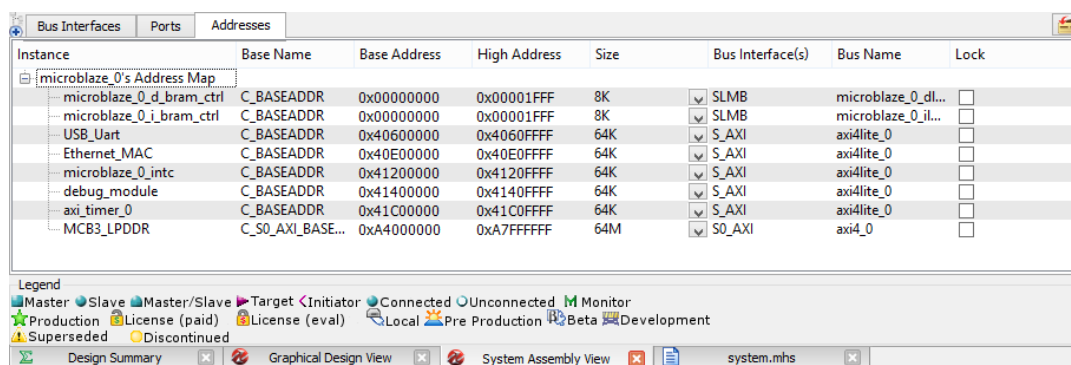 Bus Interfaces Ports Addresses
Instance Base Name Base Address High Address Size Bus Interface(s) Bus Name Lock
microblaze_0's Address Map
microblaze_0_d_bram_ctrl C_BASEADDR 0x00000000 0x00001FFF 8K SLMB microblaze_0_dl...
microblaze_0_i_bram_ctrl C_BASEADDR 0x00000000 0x00001FFF 8K SLMB microblaze_0_il...
USB_Uart C_BASEADDR 0x40600000 0x4060FFFF 64K S_AXI axi4lite_0
Ethernet_MAC C_BASEADDR 0x40E00000 0x40E0FFFF 64K S_AXI axi4lite_0
microblaze_0_intc C_BASEADDR 0x41200000 0x4120FFFF 64K S_AXI axi4lite_0
debug_module C_BASEADDR 0x41400000 0x4140FFFF 64K S_AXI axi4lite_0
axi_timer_0 C_BASEADDR 0x41C00000 0x41C0FFFF 64K S_AXI axi4lite_0
MCB3_LPDDR C_S0_AXI_BASE... 0xA4000000 0xA7FFFFFF 64M S0_AXI axi4_0
Legend
Master Slave Master/Slave Target Initiator Connected Unconnected M Monitor
Production License (paid) License (eval) Local Pre Production Beta Development
Superseded Discontinued
Design Summary Graphical Design View System Assembly View system.mhs